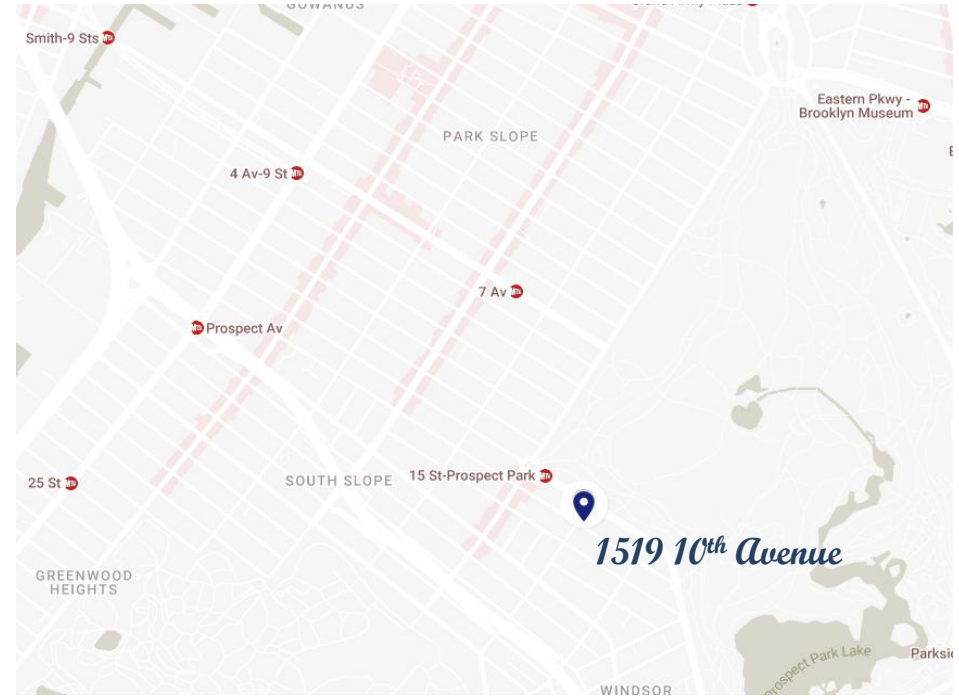 GOWANUS
Smith-9 Sts
Eastern Pkwy -
Brooklyn Museum
PARK SLOPE
4 Av-9 St
7 Av
Prospect Av
15 St-Prospect Park
SOUTH SLOPE
25 St
1519 10th Avenue
GREENWOOD
HEIGHTS
Prospect Park Lake
WINDSOR